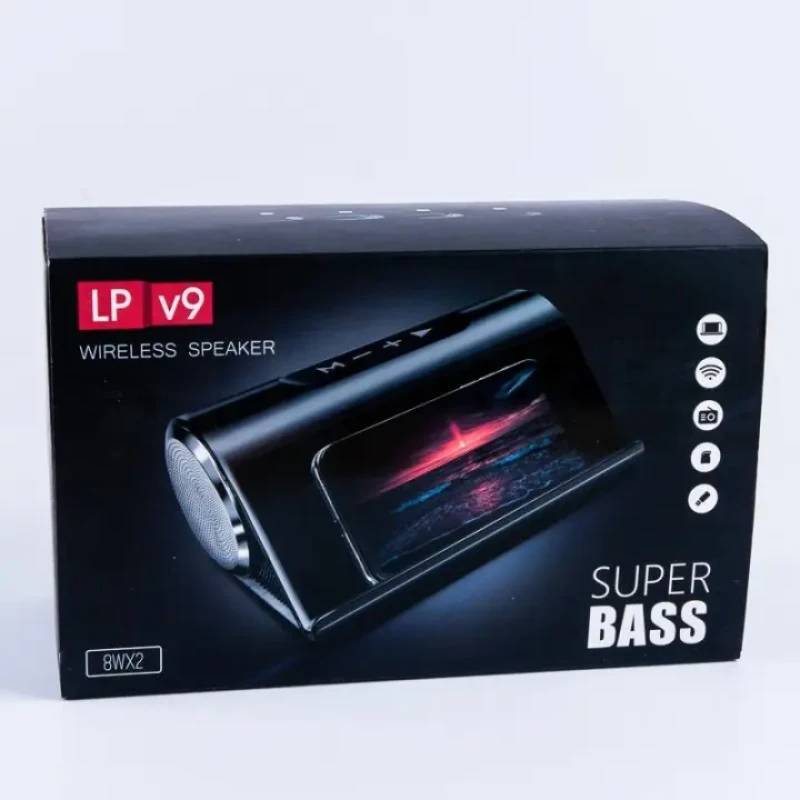 LP v9
WIRELESS SPEAKER
M − + 
SUPER
BASS
8WX2